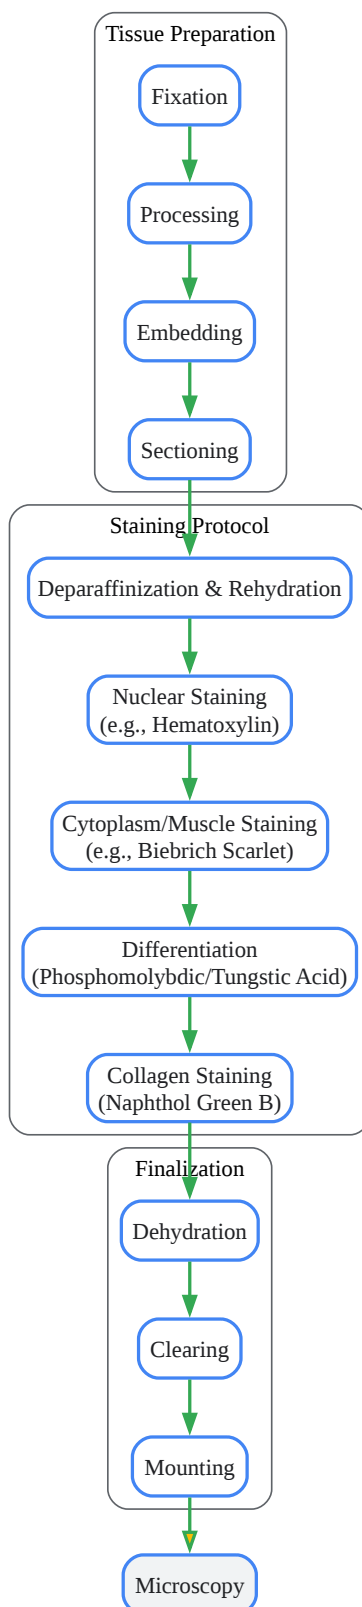 Tissue Preparation
Fixation
Processing
Embedding
Sectioning
Staining Protocol
Deparaffinization & Rehydration
Nuclear Staining
(e.g., Hematoxylin)
Cytoplasm/Muscle Staining
(e.g., Biebrich Scarlet)
Differentiation
(Phosphomolybdic/Tungstic Acid)
Collagen Staining
(Naphthol Green B)
Finalization
Dehydration
Clearing
Mounting
Microscopy